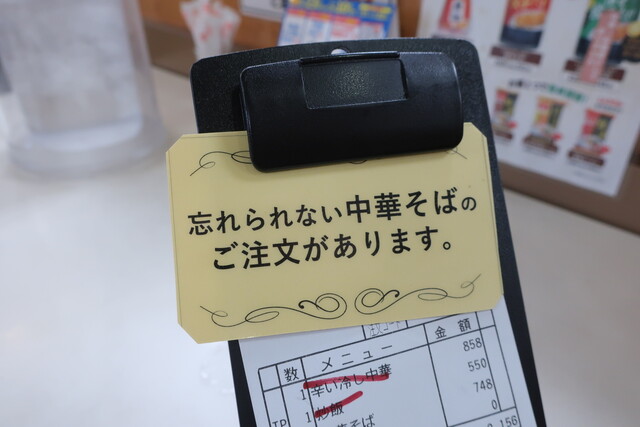 忘れられない中華そばの
ご注文があります。
数 メニュー 金額
1 辛い冷し中華 858
1 炒飯 550
748
0